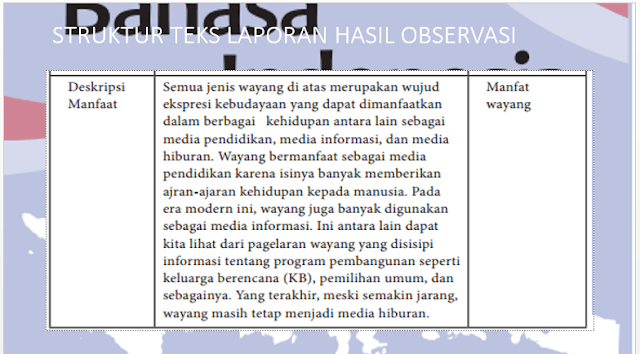 Bahasa
STRUKTUR TEKS LAPORAN HASIL OBSERVASI
Indonesia
Deskripsi
Manfaat
Semua jenis wayang di atas merupakan wujud
ekspresi kebudayaan yang dapat dimanfaatkan
dalam berbagai kehidupan antara lain sebagai
media pendidikan, media informasi, dan media
hiburan. Wayang bermanfaat sebagai media
pendidikan karena isinya banyak memberikan
ajran-ajaran kehidupan kepada manusia. Pada
era modern ini, wayang juga banyak digunakan
sebagai media informasi. Ini antara lain dapat
kita lihat dari pagelaran wayang yang disisipi
informasi tentang program pembangunan seperti
keluarga berencana (KB), pemilihan umum, dan
sebagainya. Yang terakhir, meski semakin jarang,
wayang masih tetap menjadi media hiburan.
Manfat
wayang